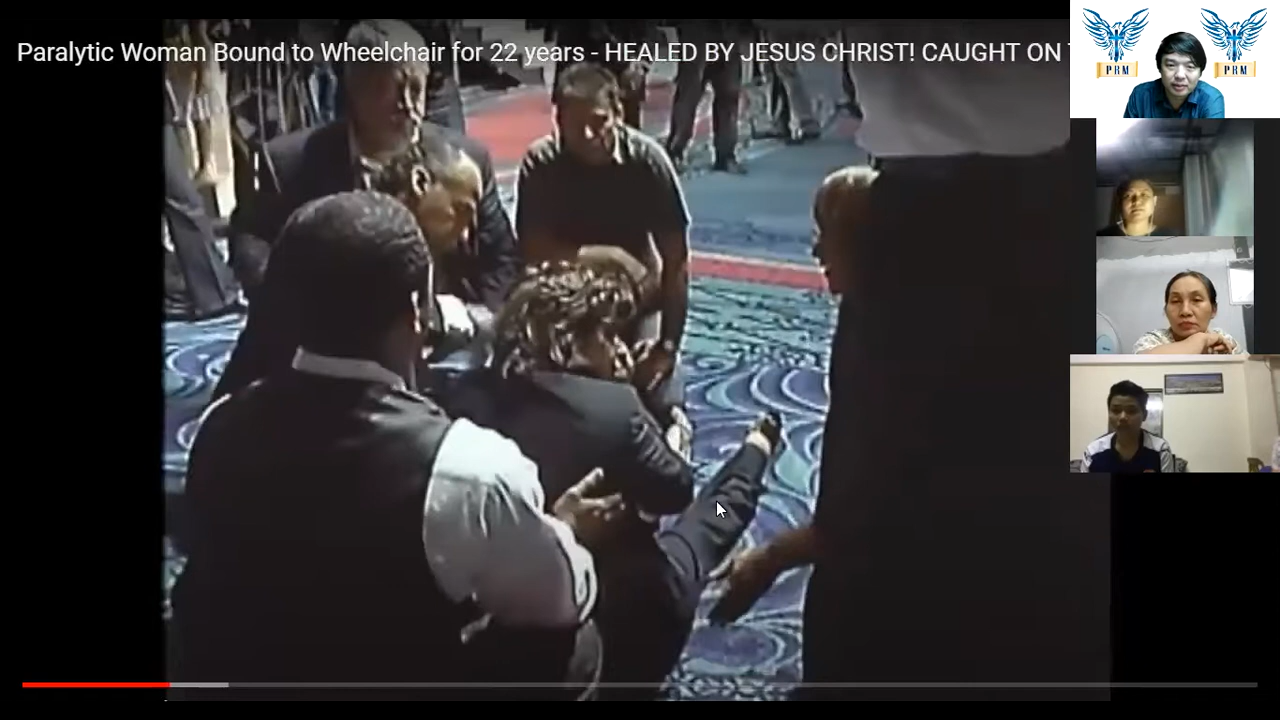 Paralytic Woman Bound to Wheelchair for 22 years - HEALED BY JESUS CHRIST! CAUGHT ON
PRM PRM